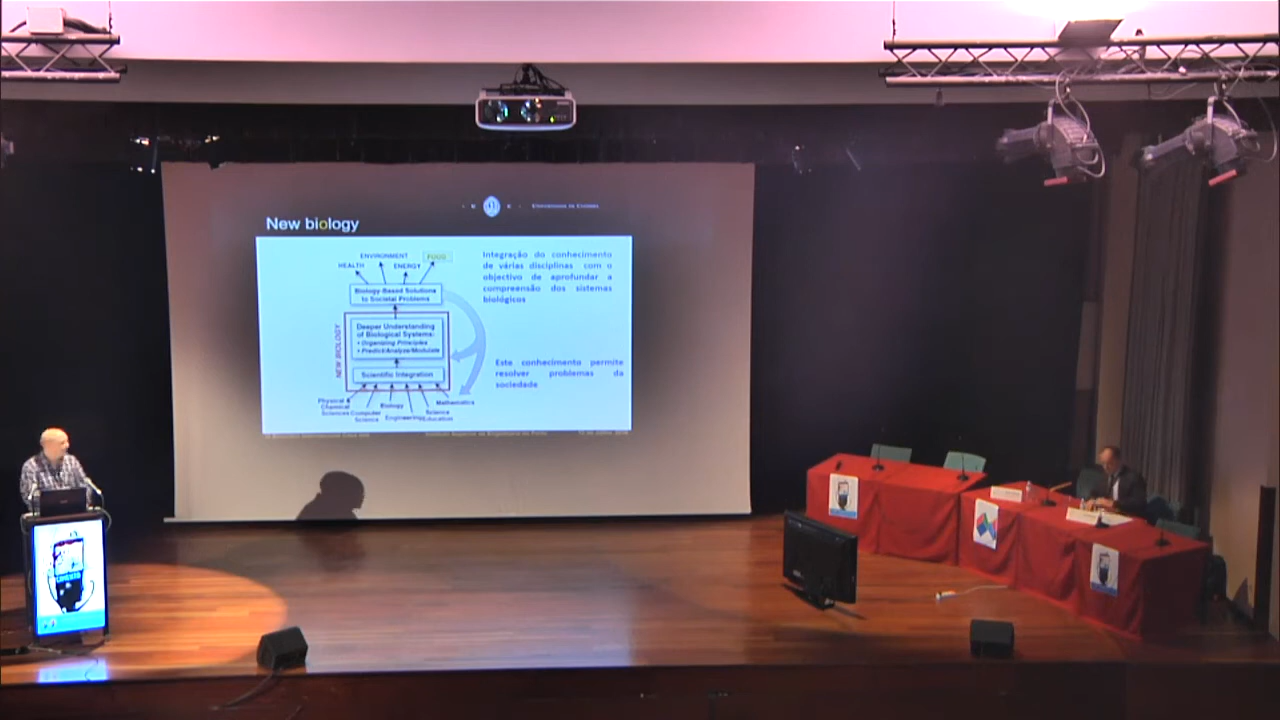 UNIVERSIDADE DE COIMBRA
New biology
ENVIRONMENT
FOOD
HEALTH
ENERGY
Biology-Based Solutions
to Societal Problems
NEW BIOLOGY
Deeper Understanding
of Biological Systems:
• Organizing Principles
• Predict/Analyze/Modulate
Scientific Integration
Physical &
Chemical
Sciences
Computer
Science
Biology
Engineering
Science
Education
Mathematics
Integração do conhecimento
de várias disciplinas com o
objectivo de aprofundar a
compreensão dos sistemas
biológicos
Este conhecimento permite
resolver problemas da
sociedade